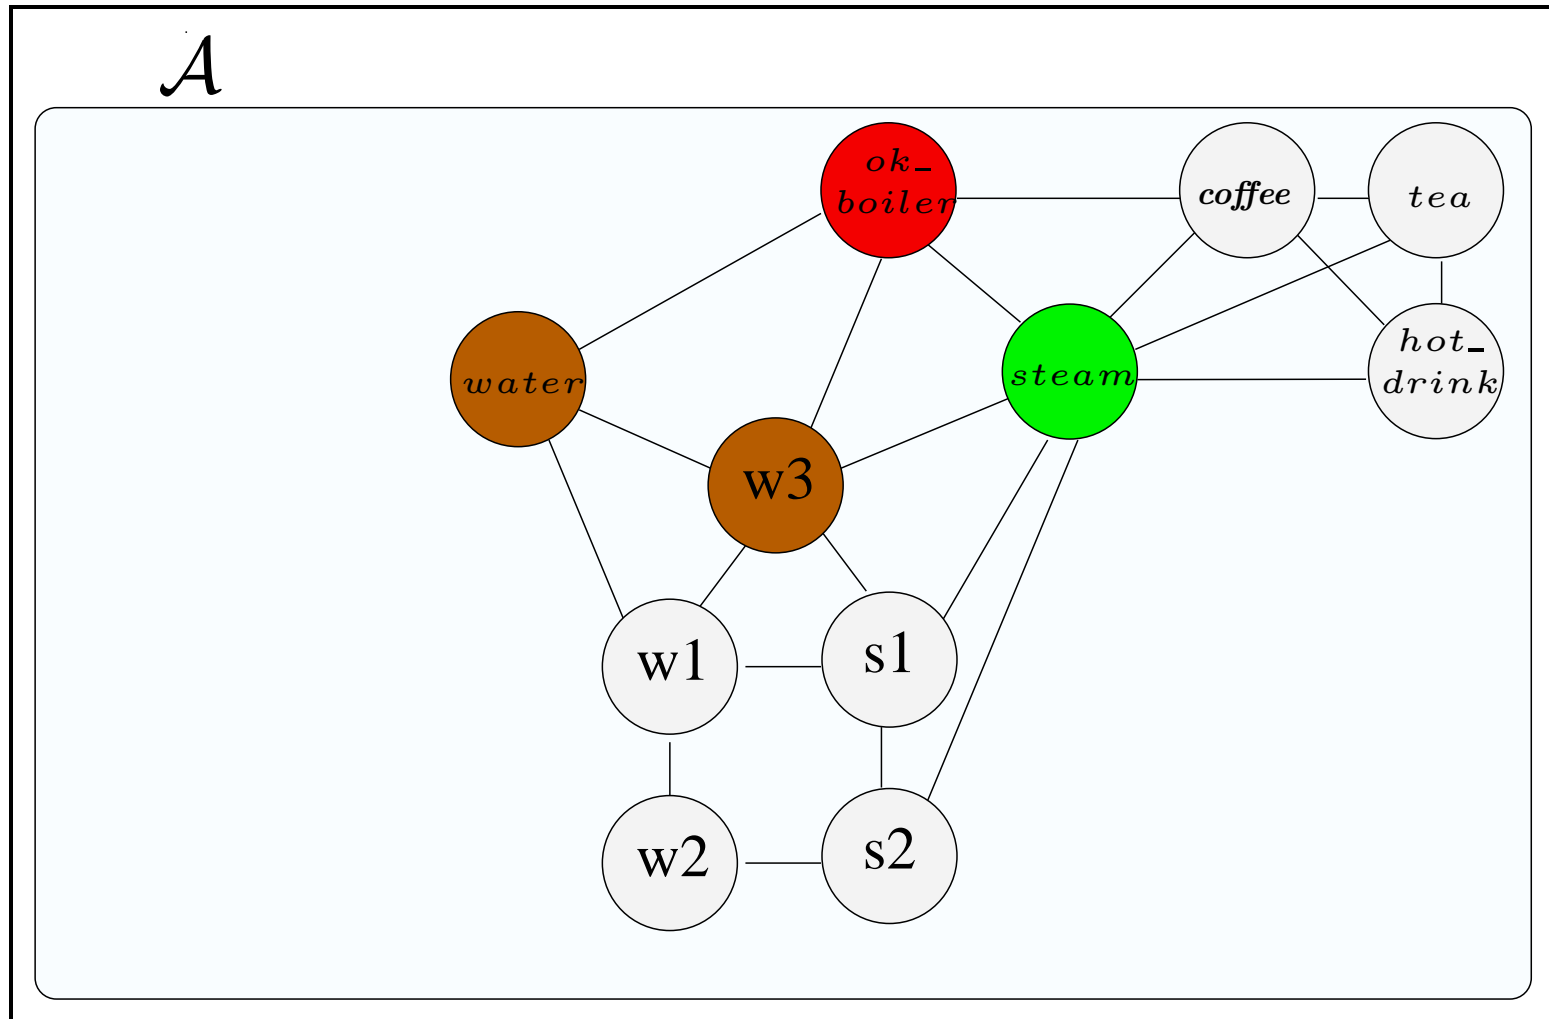 𝒜
ok_
boiler
coffee
tea
water
steam
hot_
drink
w3
w1
s1
w2
s2